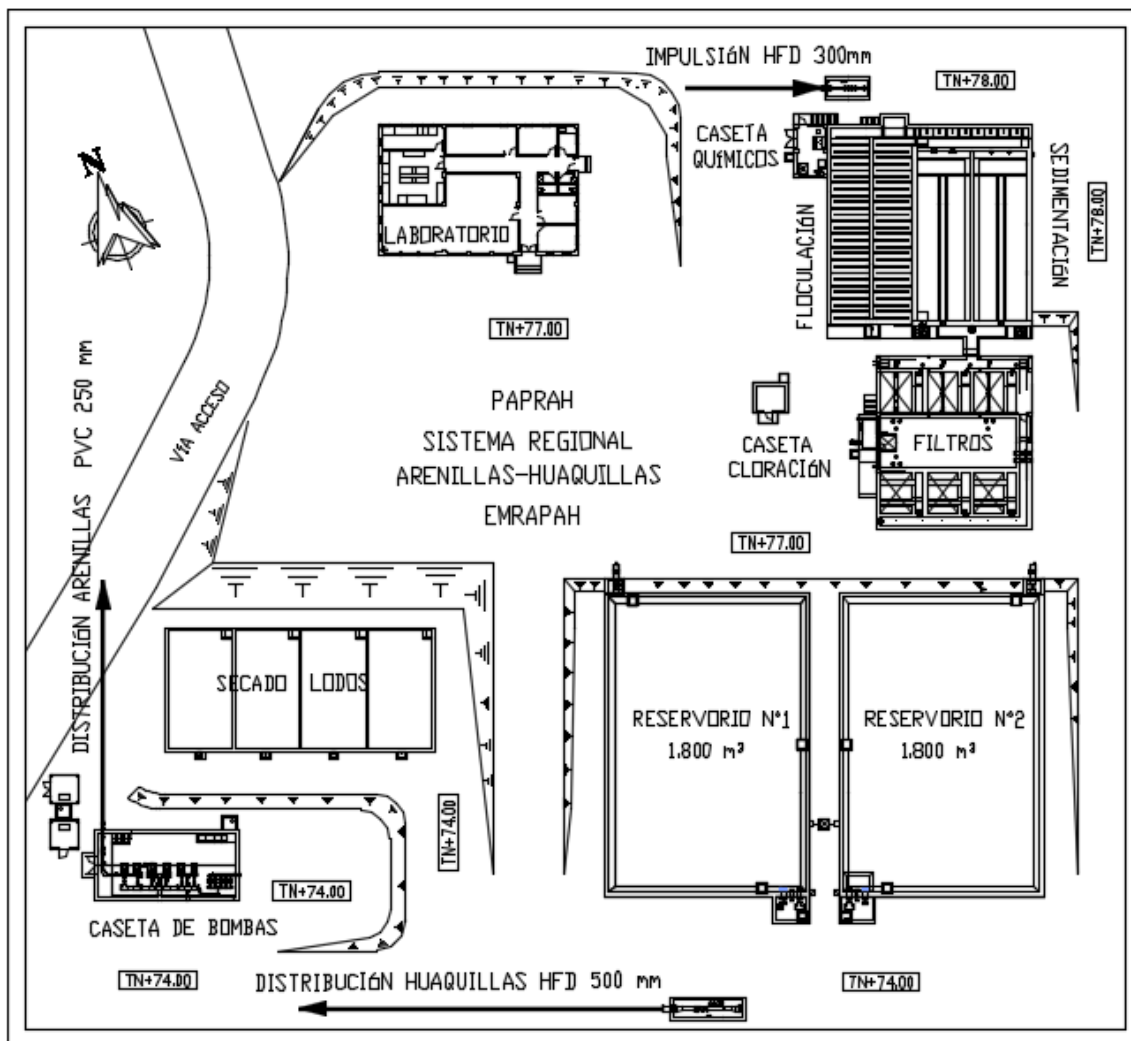 IMPULSIÓN HFD 300mm
TN+78.00
CASETA
QUÍMICOS
SEDIMENTACIÓN
TN+78.00
N
LABORATORIO
FLOCULACIÓN
TN+77.00
DISTRIBUCIÓN ARENILLAS PVC 250 mm
VÍA ACCESO
PAPRAH
SISTEMA REGIONAL
ARENILLAS-HUAQUILLAS
EMRAPAH
CASETA
CLORACIÓN
FILTROS
TN+77.00
SECADO LODOS
RESERVORIO N°1
1.800 m³
RESERVORIO N°2
1.800 m³
TN+74.00
TN+74.00
CASETA DE BOMBAS
TN+74.00
DISTRIBUCIÓN HUAQUILLAS HFD 500 mm
TN+74.00